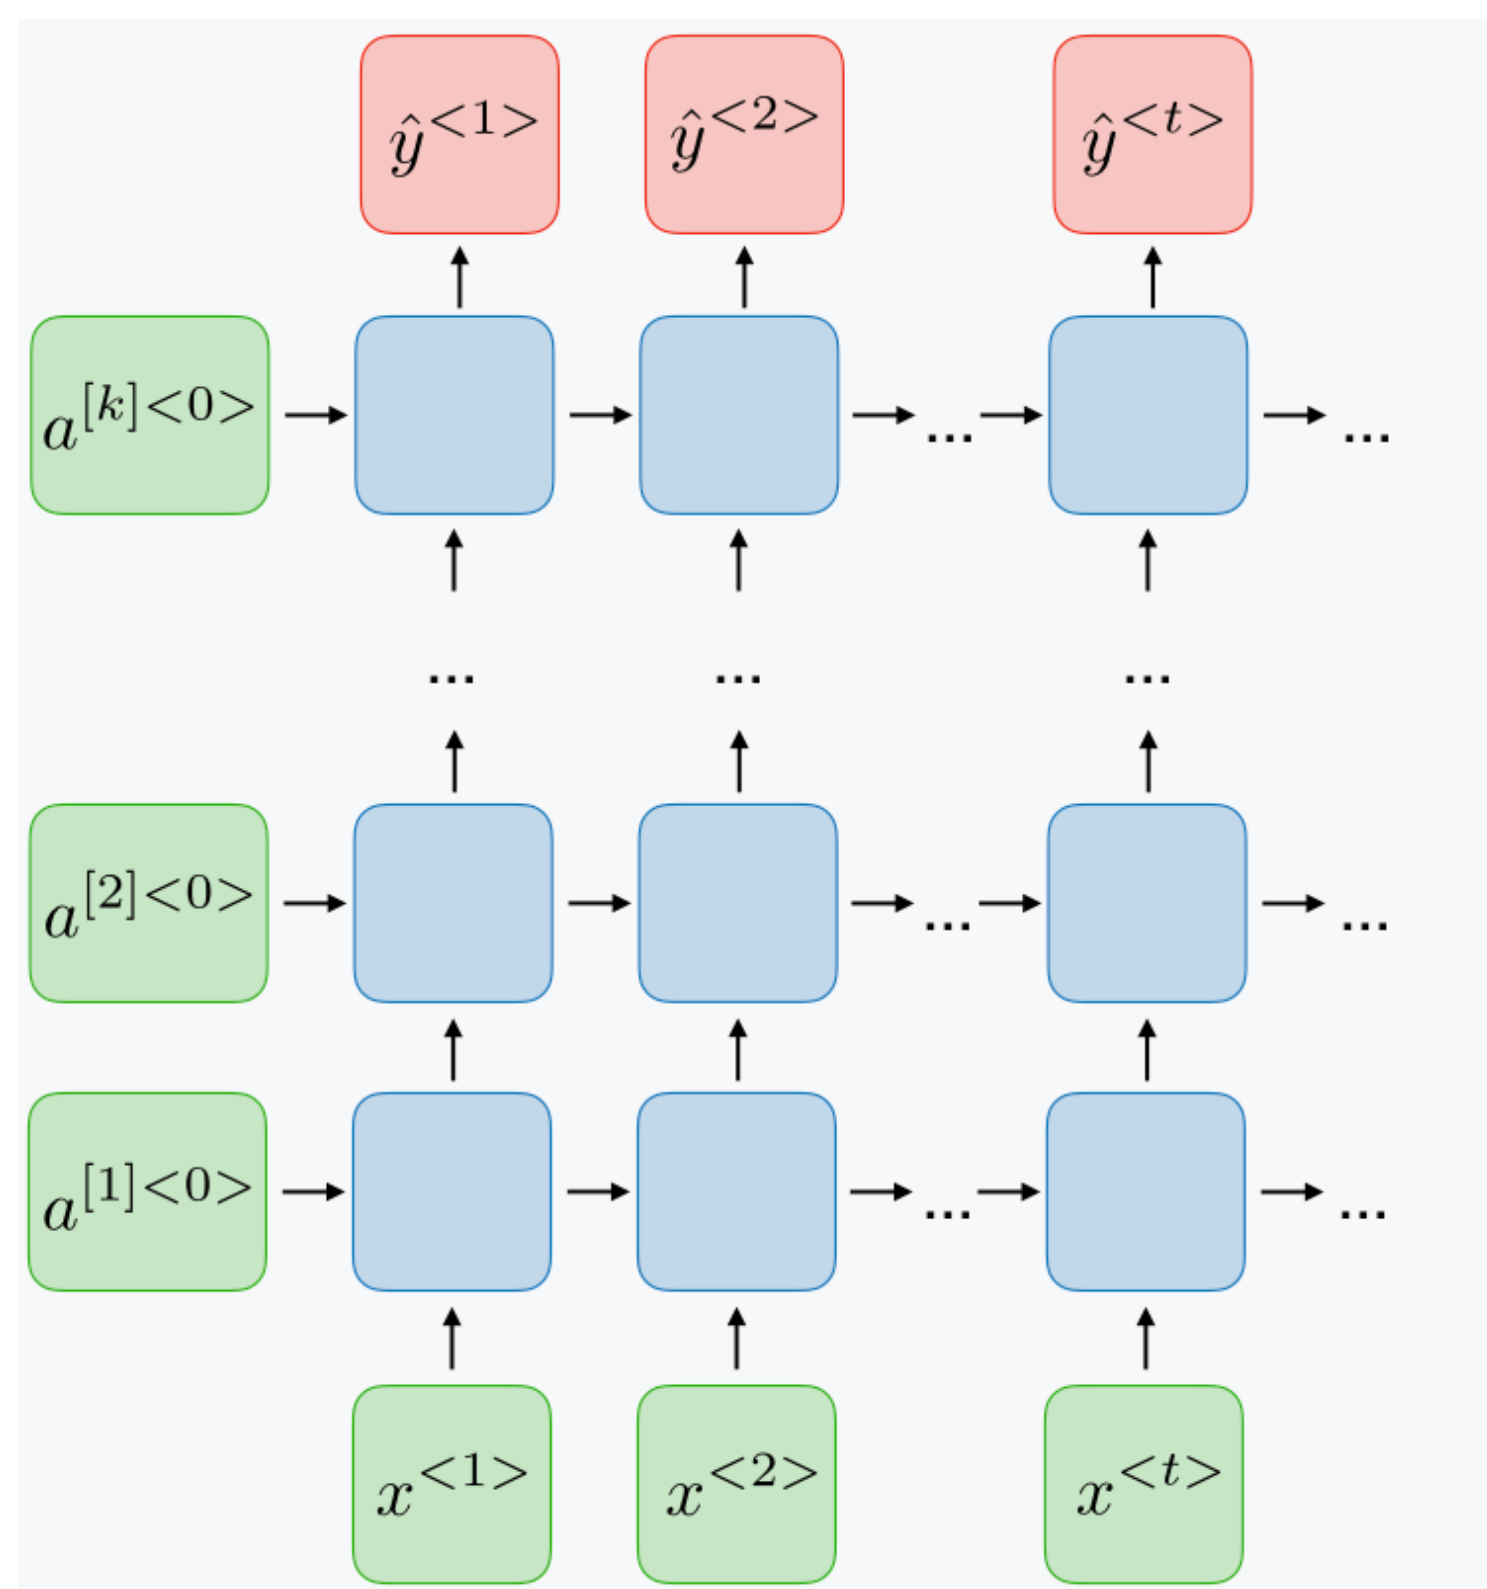 ŷ^{<1>} ŷ^{<2>} ŷ^{<t>}
a^{[k]<0>} ... ...
... ... ...
a^{[2]<0>} ... ...
a^{[1]<0>} ... ...
x^{<1>} x^{<2>} x^{<t>}